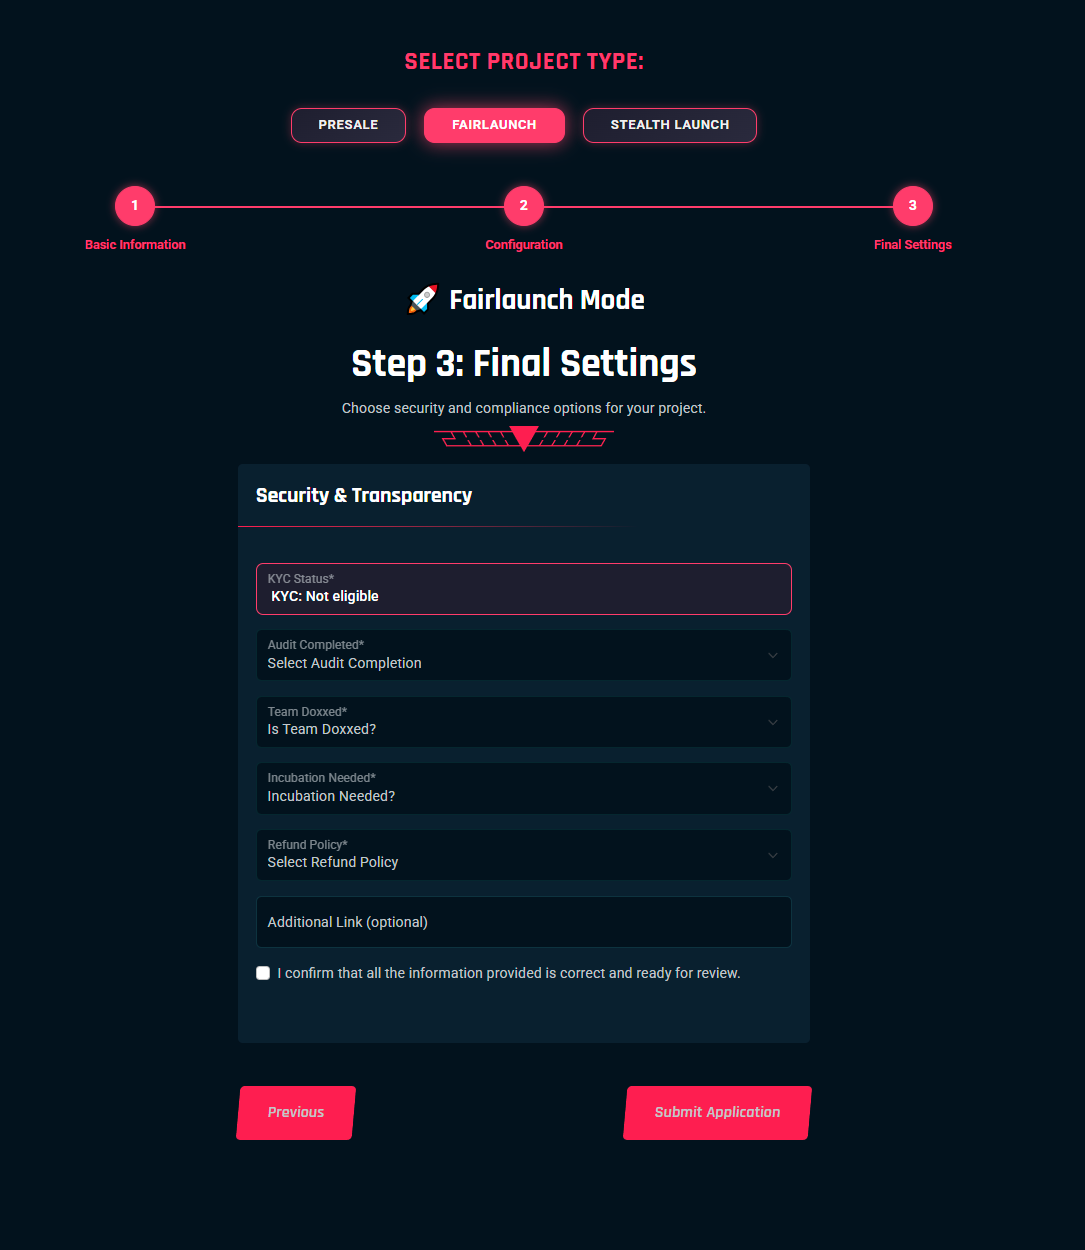 SELECT PROJECT TYPE:
PRESALE FAIRLAUNCH STEALTH LAUNCH
1 2 3
Basic Information Configuration Final Settings
🚀 Fairlaunch Mode
Step 3: Final Settings
Choose security and compliance options for your project.
Security & Transparency
KYC Status*
KYC: Not eligible
Audit Completed*
Select Audit Completion
Team Doxxed*
Is Team Doxxed?
Incubation Needed*
Incubation Needed?
Refund Policy*
Select Refund Policy
Additional Link (optional)
I confirm that all the information provided is correct and ready for review.
Previous Submit Application